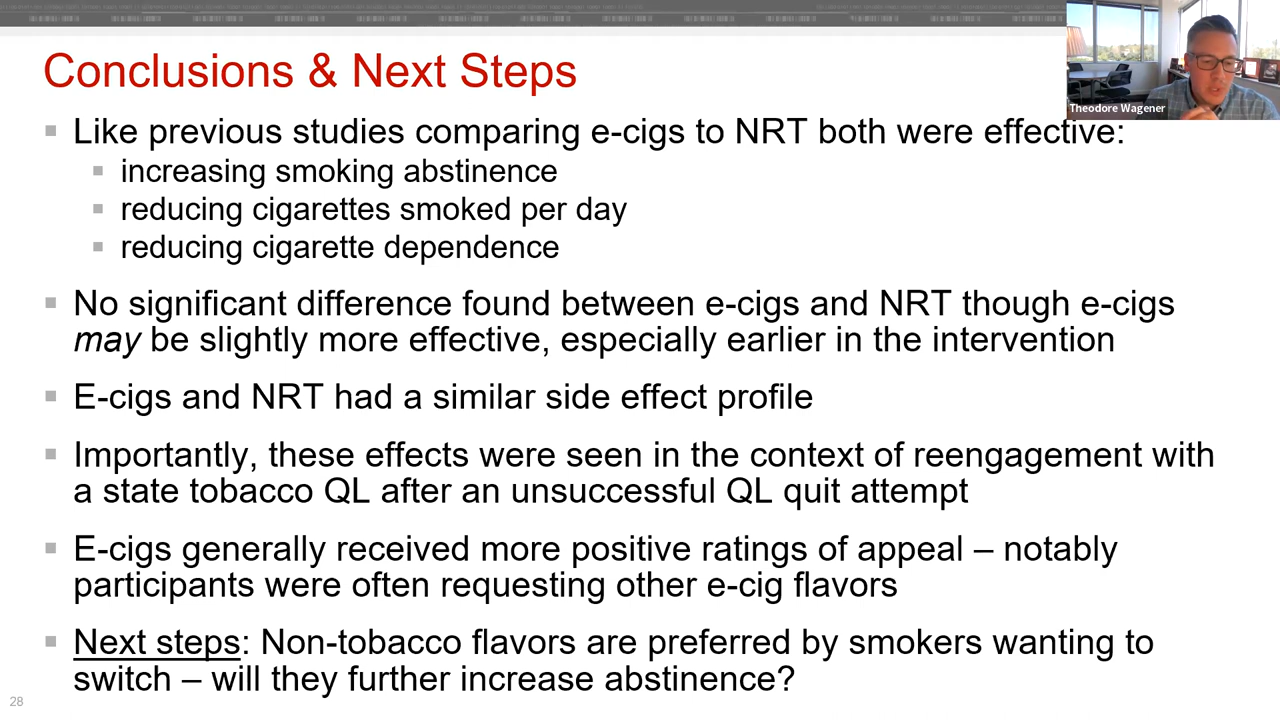 Conclusions & Next Steps
Theodore Wagener
Like previous studies comparing e-cigs to NRT both were effective:
increasing smoking abstinence
reducing cigarettes smoked per day
reducing cigarette dependence
No significant difference found between e-cigs and NRT though e-cigs
may be slightly more effective, especially earlier in the intervention
E-cigs and NRT had a similar side effect profile
Importantly, these effects were seen in the context of reengagement with
a state tobacco QL after an unsuccessful QL quit attempt
E-cigs generally received more positive ratings of appeal – notably
participants were often requesting other e-cig flavors
Next steps: Non-tobacco flavors are preferred by smokers wanting to
switch – will they further increase abstinence?
28